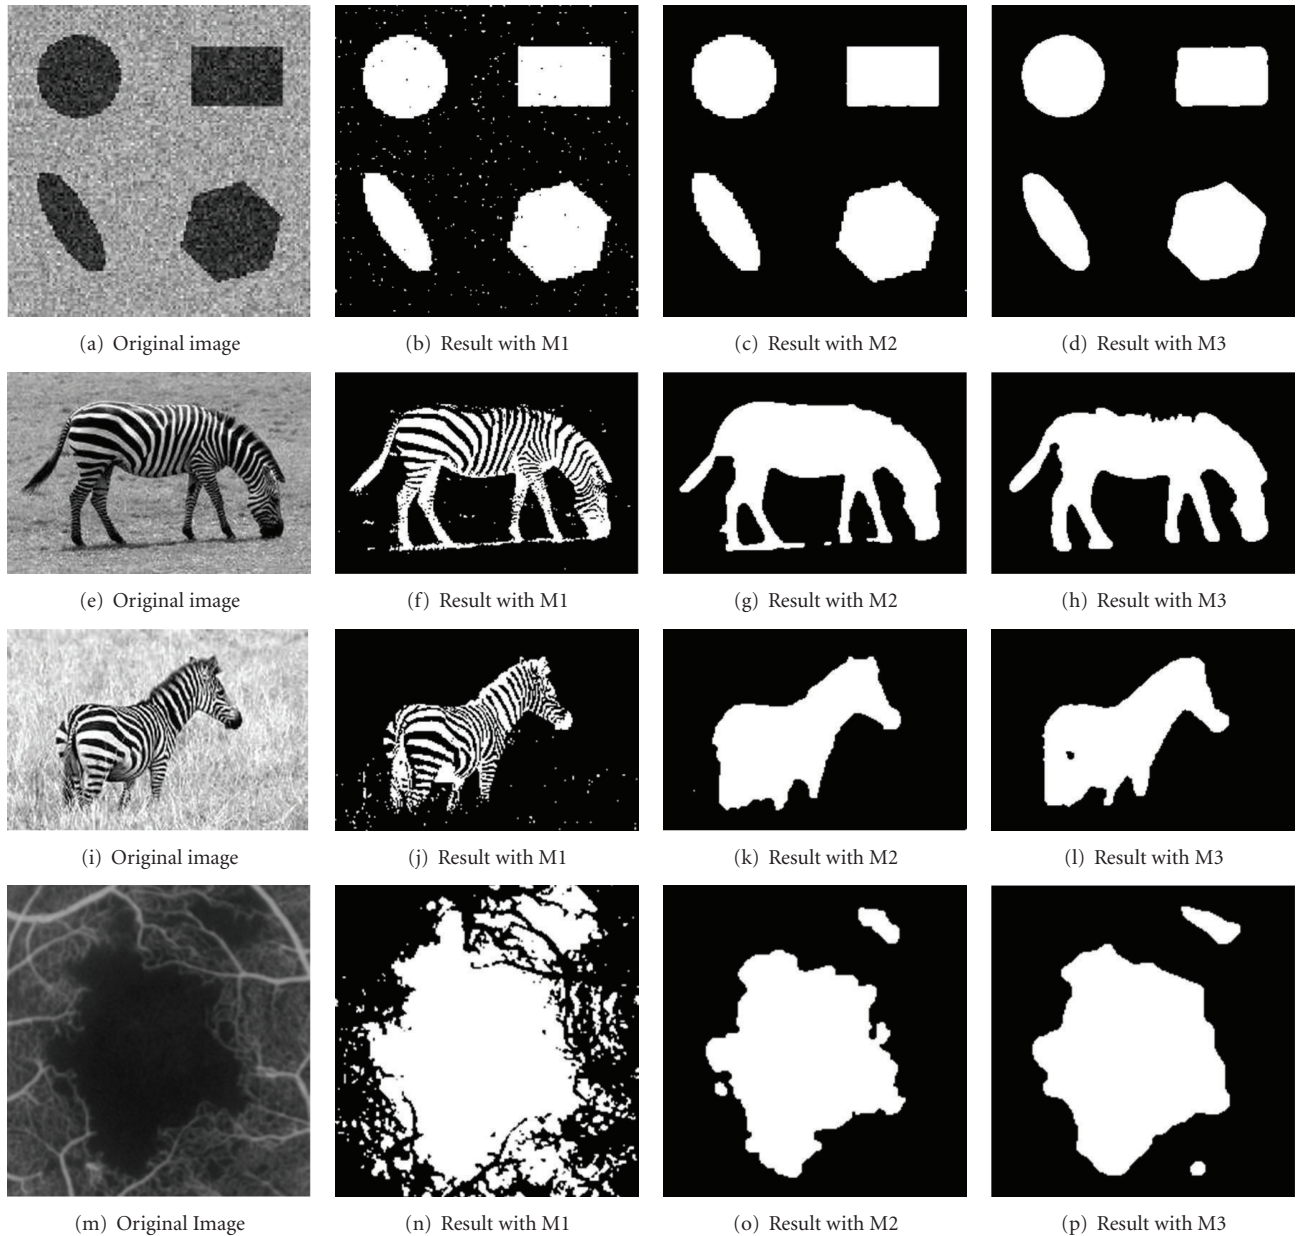 (a) Original image
(b) Result with M1
(c) Result with M2
(d) Result with M3
(e) Original image
(f) Result with M1
(g) Result with M2
(h) Result with M3
(i) Original image
(j) Result with M1
(k) Result with M2
(l) Result with M3
(m) Original Image
(n) Result with M1
(o) Result with M2
(p) Result with M3